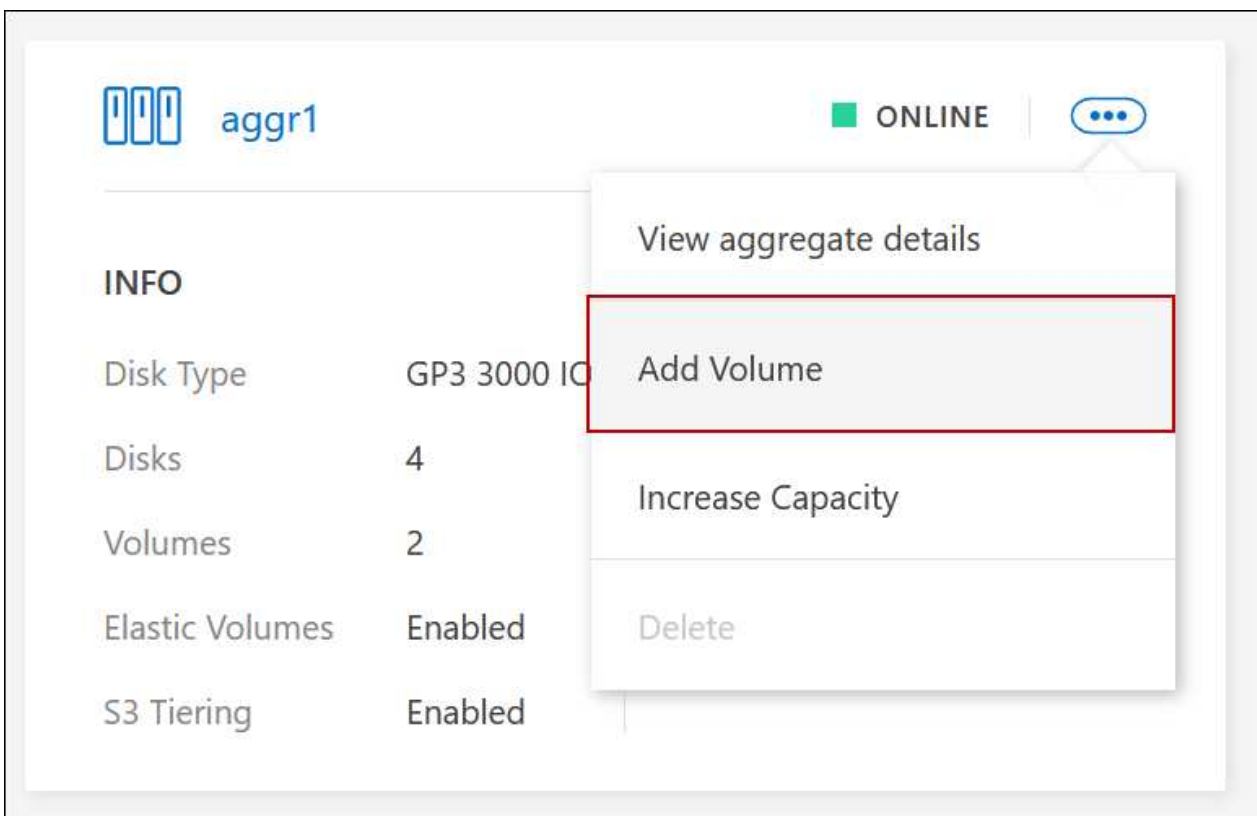 aggr1
ONLINE
View aggregate details
INFO
Add Volume
Disk Type GP3 3000
Disks 4
Increase Capacity
Volumes 2
Elastic Volumes Enabled
Delete
S3 Tiering Enabled